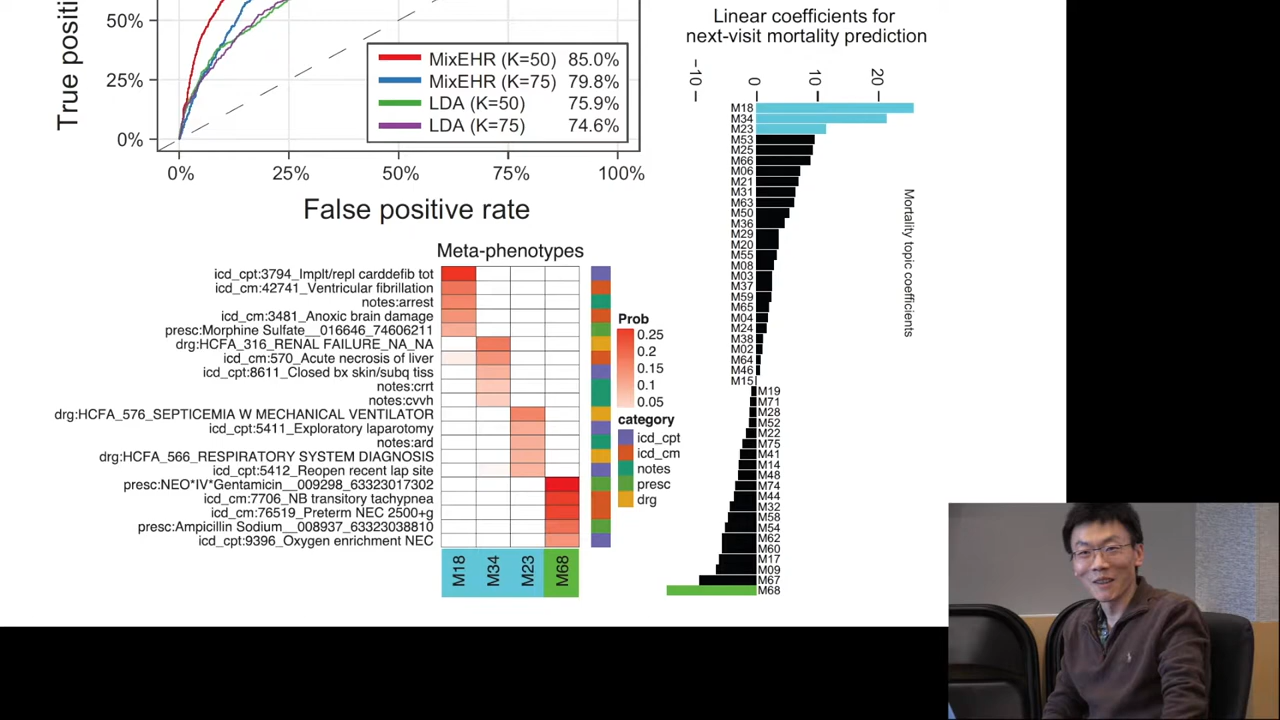 50%
25%
0%
True positi
MixEHR (K=50) 85.0%
MixEHR (K=75) 79.8%
LDA (K=50) 75.9%
LDA (K=75) 74.6%
0% 25% 50% 75% 100%
False positive rate
Meta-phenotypes
icd_cpt:3794_Implt/repl carddefib tot
icd_cm:42741_Ventricular fibrillation
notes:arrest
icd_cm:3481_Anoxic brain damage
presc:Morphine Sulfate__016646_74606211
drg:HCFA_316_RENAL FAILURE_NA_NA
icd_cm:570_Acute necrosis of liver
icd_cpt:8611_Closed bx skin/subq tiss
notes:crrt
notes:cvvh
drg:HCFA_576_SEPTICEMIA W MECHANICAL VENTILATOR
icd_cpt:5411_Exploratory laparotomy
notes:ard
drg:HCFA_566_RESPIRATORY SYSTEM DIAGNOSIS
icd_cpt:5412_Reopen recent lap site
presc:NEO*IV*Gentamicin__009298_63323017302
icd_cm:7706_NB transitory tachypnea
icd_cm:76519_Preterm NEC 2500+g
presc:Ampicillin Sodium__008937_63323038810
icd_cpt:9396_Oxygen enrichment NEC
M18 M34 M23 M68
Prob
0.25
0.2
0.15
0.1
0.05
category
icd_cpt
icd_cm
notes
presc
drg
Linear coefficients for
next-visit mortality prediction
-10 0 10 20
M18
M34
M23
M53
M25
M66
M06
M21
M31
M63
M50
M36
M29
M20
M55
M08
M03
M37
M59
M65
M04
M24
M38
M02
M64
M46
M15
M19
M71
M28
M52
M22
M75
M41
M14
M48
M74
M44
M32
M58
M54
M62
M60
M17
M09
M67
M68
Mortality topic coefficients